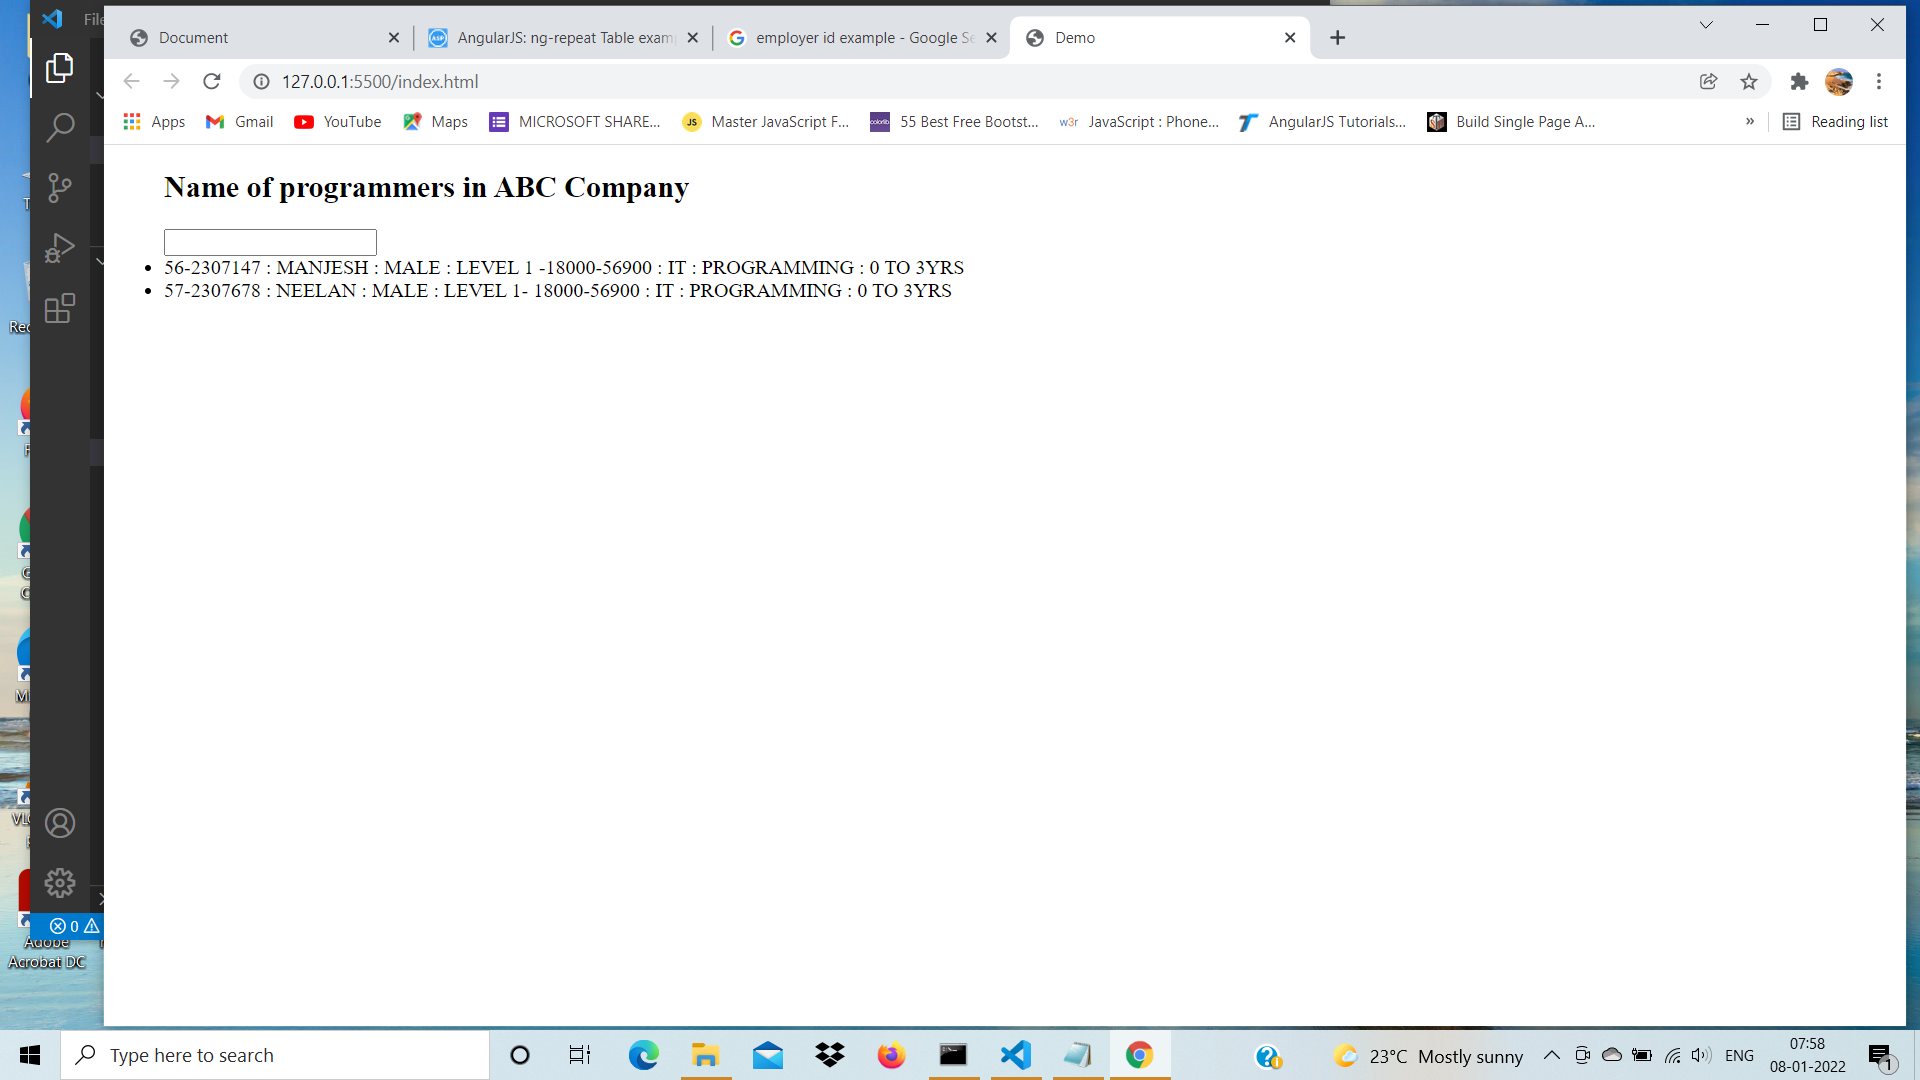 File
Document
AngularJS: ng-repeat Table exam
employer id example - Google Se
Demo
127.0.0.1:5500/index.html
Apps
Gmail
YouTube
Maps
MICROSOFT SHARE...
Master JavaScript F...
55 Best Free Bootst...
JavaScript : Phone...
AngularJS Tutorials...
Build Single Page A...
»
Reading list
Name of programmers in ABC Company
56-2307147 : MANJESH : MALE : LEVEL 1 -18000-56900 : IT : PROGRAMMING : 0 TO 3YRS
57-2307678 : NEELAN : MALE : LEVEL 1- 18000-56900 : IT : PROGRAMMING : 0 TO 3YRS
0
Adobe
Acrobat DC
Type here to search
23°C Mostly sunny
ENG
07:58
08-01-2022
1